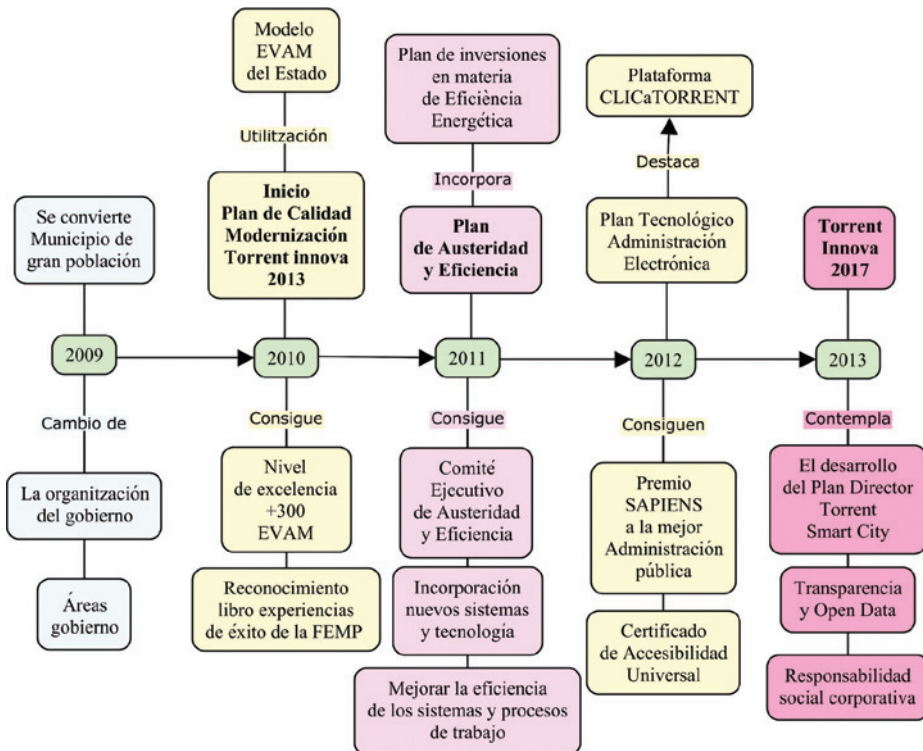 Modelo
EVAM
del Estado
Utilitzación
Inicio
Plan de Calidad
Modernización
Torrent innova
2013
Plan de inversiones
en materia
de Eficiència
Energética
Incorpora
Plan
de Austeridad
y Eficiencia
Plataforma
CLICaTORRENT
Destaca
Plan Tecnológico
Administración
Electrónica
Se convierte
Municipio de
gran población
Torrent
Innova
2017
2009
2010
2011
2012
2013
Cambio de
La organitzación
del gobierno
Áreas
gobierno
Consigue
Nivel
de excelencia
+300
EVAM
Reconocimiento
libro experiencias
de éxito de la FEMP
Consigue
Comité
Ejecutivo
de Austeridad
y Eficiencia
Incorporación
nuevos sistemas
y tecnología
Mejorar la eficiencia
de los sistemas y procesos
de trabajo
Consiguen
Premio
SAPIENS
a la mejor
Administración
pública
Certificado
de Accesibilidad
Universal
Contempla
El desarrollo
del Plan Director
Torrent
Smart City
Transparencia
y Open Data
Responsabilidad
social corporativa